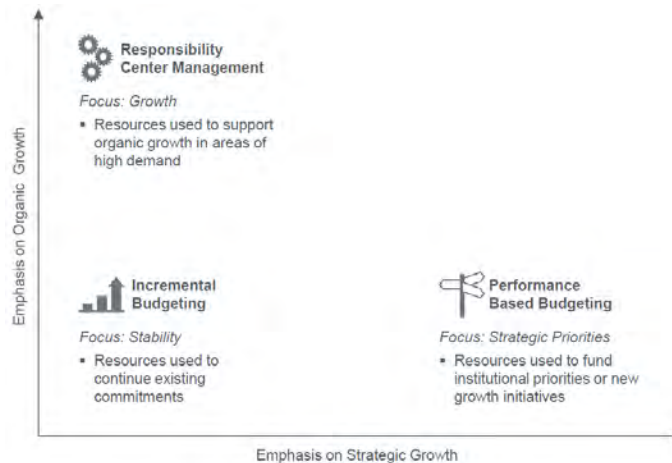 Responsibility
Center Management
Focus: Growth
▪ Resources used to support
organic growth in areas of
high demand
Emphasis on Organic Growth
Incremental
Budgeting
Focus: Stability
▪ Resources used to
continue existing
commitments
Performance
Based Budgeting
Focus: Strategic Priorities
▪ Resources used to fund
institutional priorities or new
growth initiatives
Emphasis on Strategic Growth